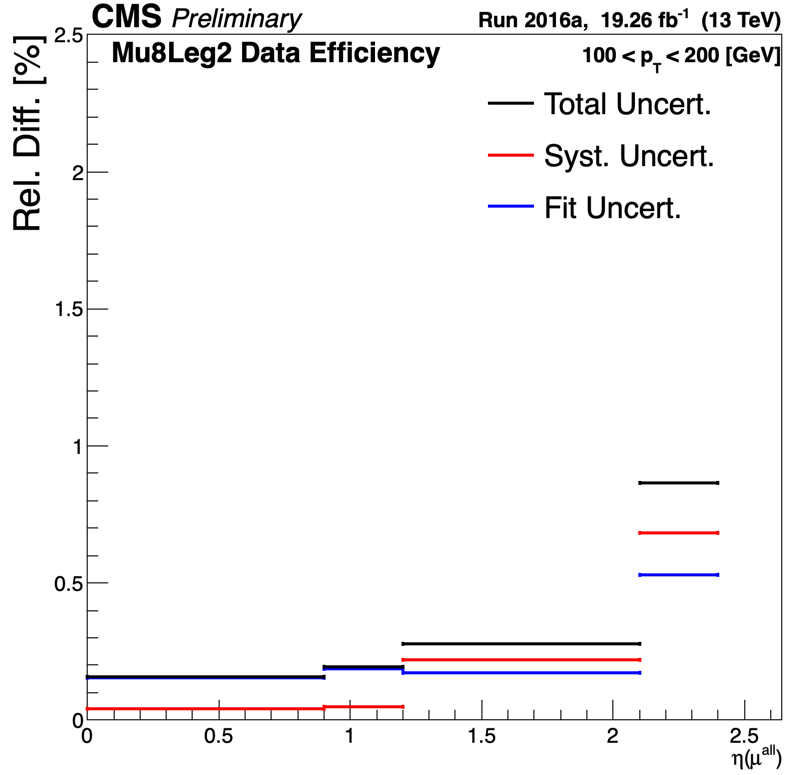 CMS Preliminary
Run 2016a, 19.26 fb⁻¹ (13 TeV)
Mu8Leg2 Data Efficiency
100 < p_T < 200 [GeV]
Total Uncert.
Syst. Uncert.
Fit Uncert.
Rel. Diff. [%]
2.5
2
1.5
1
0.5
0
0 0.5 1 1.5 2 2.5
η(μ^all)